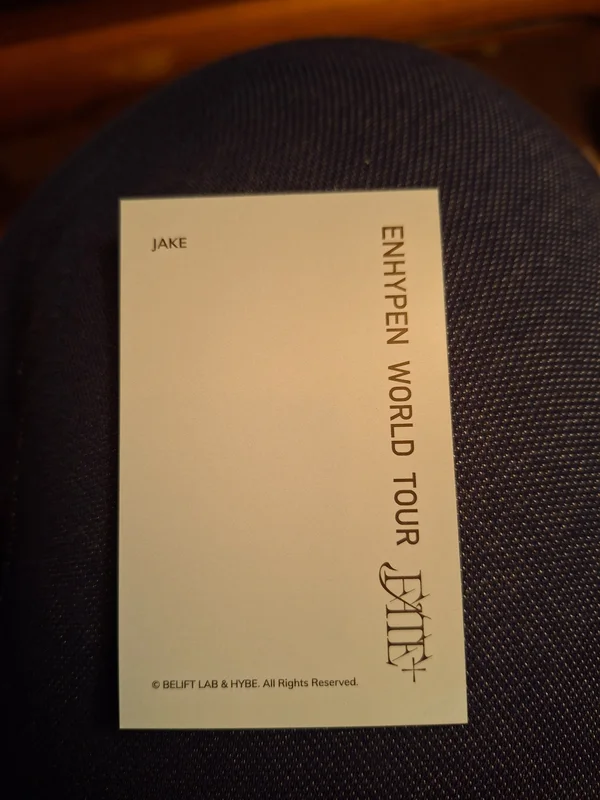 JAKE
ENHYPEN WORLD TOUR FATE+
© BELIFT LAB & HYBE. All Rights Reserved.